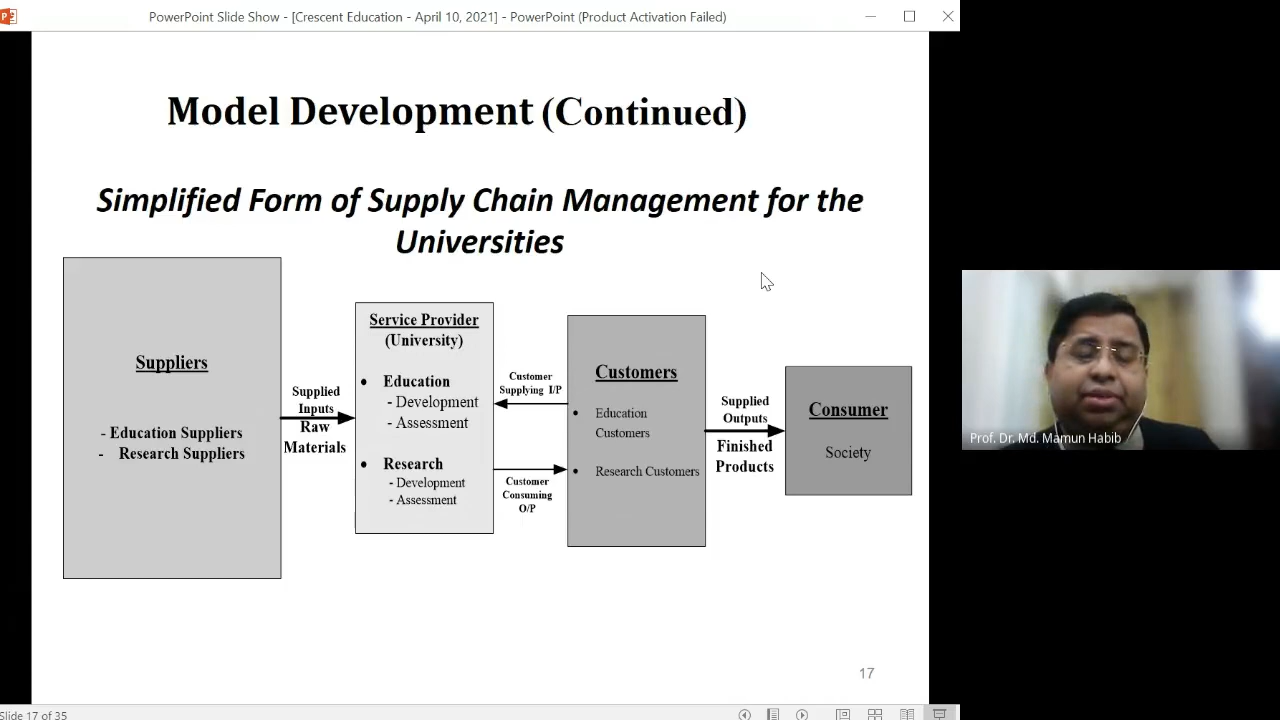 PowerPoint Slide Show - [Crescent Education - April 10, 2021] - PowerPoint (Product Activation Failed)
Model Development (Continued)
Simplified Form of Supply Chain Management for the
Universities
Suppliers
- Education Suppliers
- Research Suppliers
Supplied
Inputs
Raw
Materials
Service Provider
(University)
• Education
- Development
- Assessment
• Research
- Development
- Assessment
Customer
Supplying I/P
Customer
Consuming
O/P
Customers
• Education
Customers
• Research Customers
Supplied
Outputs
Finished
Products
Consumer
Society
Prof. Dr. Md. Mamun Habib
17
Slide 17 of 35